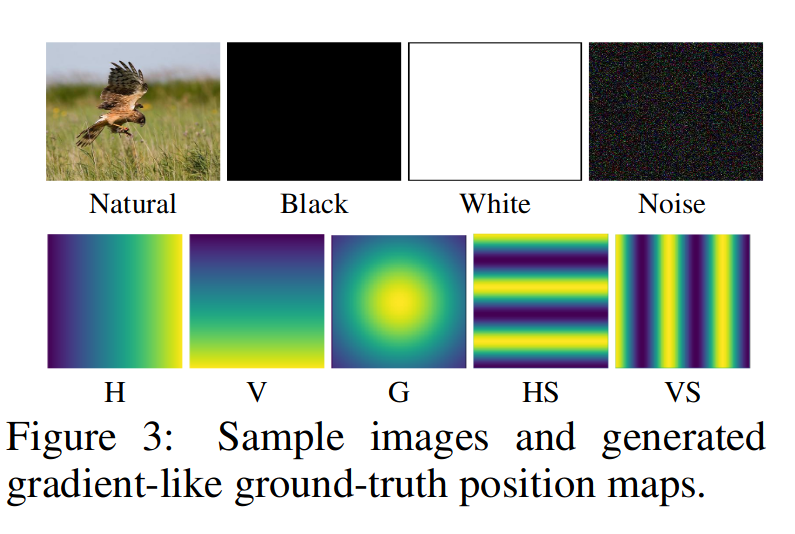 Natural Black White Noise
H V G HS VS
Figure 3: Sample images and generated
gradient-like ground-truth position maps.